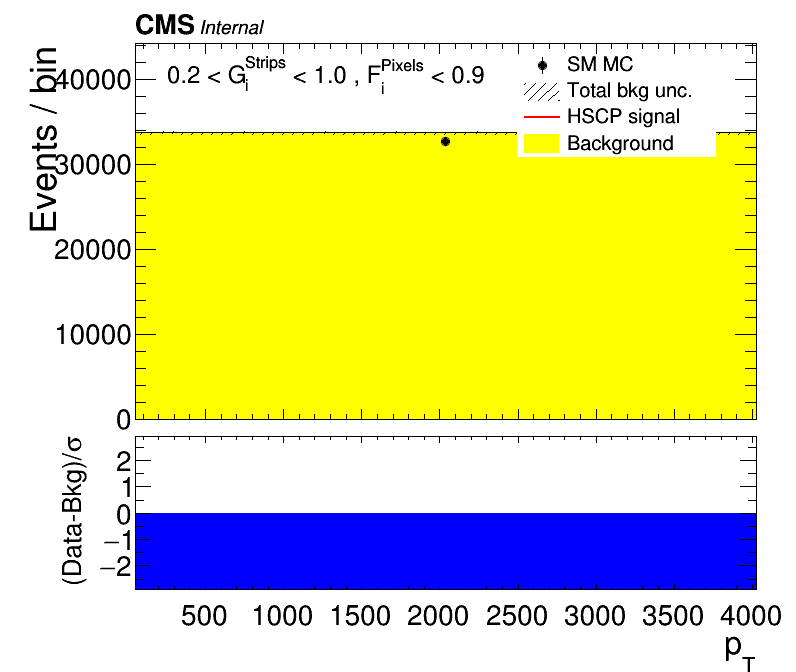 CMS Internal
0.2 < G_i^Strips < 1.0 , F_i^Pixels < 0.9
SM MC
Total bkg unc.
HSCP signal
Background
Events / bin
40000
30000
20000
10000
0
(Data-Bkg)/σ
2
1
0
−1
−2
500 1000 1500 2000 2500 3000 3500 4000
p_T